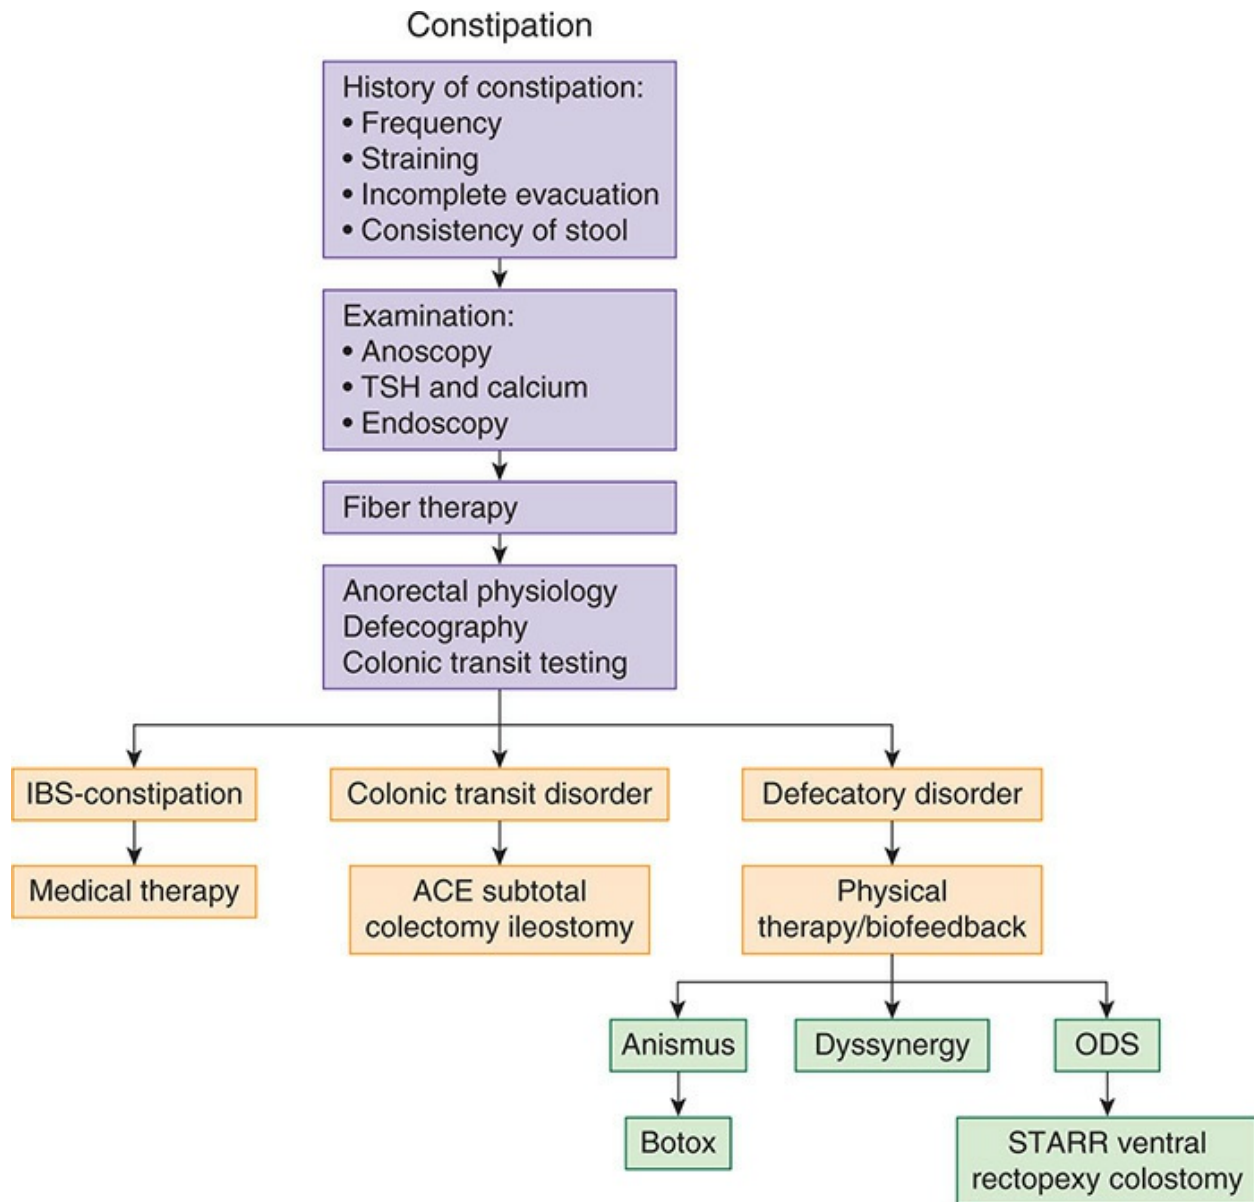 Constipation
History of constipation:
• Frequency
• Straining
• Incomplete evacuation
• Consistency of stool
Examination:
• Anoscopy
• TSH and calcium
• Endoscopy
Fiber therapy
Anorectal physiology
Defecography
Colonic transit testing
IBS-constipation
Colonic transit disorder
Defecatory disorder
Medical therapy
ACE subtotal
colectomy ileostomy
Physical
therapy/biofeedback
Anismus
Dyssynergy
ODS
Botox
STARR ventral
rectopexy colostomy